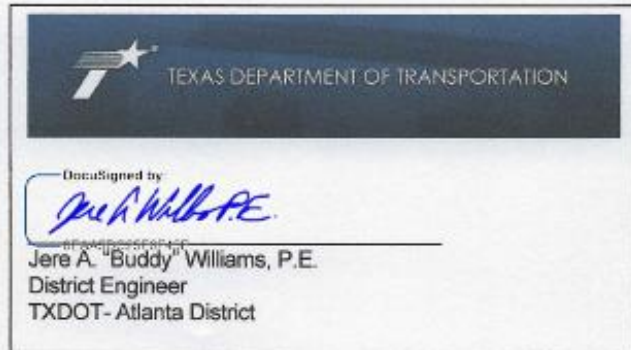 TEXAS DEPARTMENT OF TRANSPORTATION
DocuSigned by:
Jere A. "Buddy" Williams, P.E.
District Engineer
TXDOT- Atlanta District